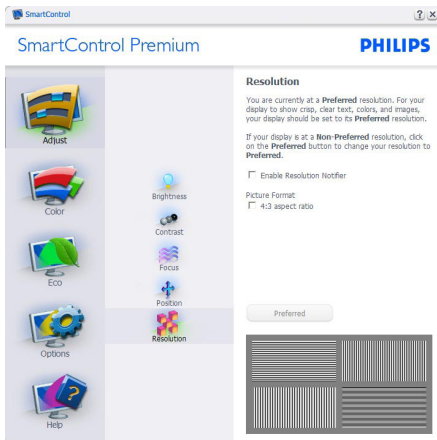 SmartControl
? X
SmartControl Premium
PHILIPS
Adjust
Color
Eco
Options
Help
Brightness
Contrast
Focus
Position
Resolution
Resolution
You are currently at a Preferred resolution. For your
display to show crisp, clear text, colors, and images,
your display should be set to its Preferred resolution.
If your display is at a Non-Preferred resolution, click
on the Preferred button to change your resolution to
Preferred.
Enable Resolution Notifier
Picture Format
4:3 aspect ratio
Preferred